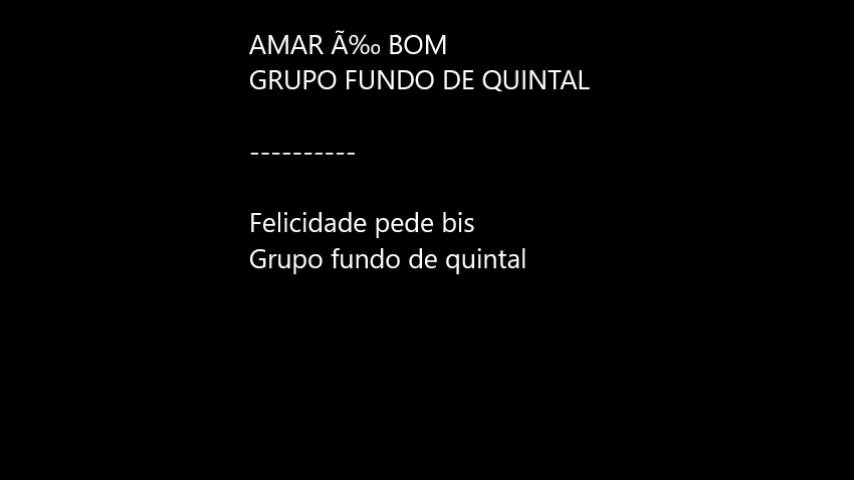 AMAR Ã‰ BOM
GRUPO FUNDO DE QUINTAL
----------
Felicidade pede bis
Grupo fundo de quintal